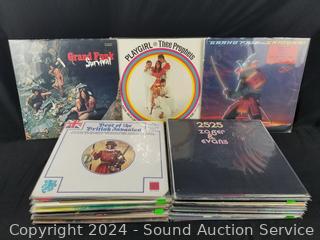 Grand Funk
Survival
PLAYGIRL • Thee Prophets
GRAND FUNK RAILROAD
Best of the
British Invasion
2525
zager
&
evans
Copyright 2024 - Sound Auction Service